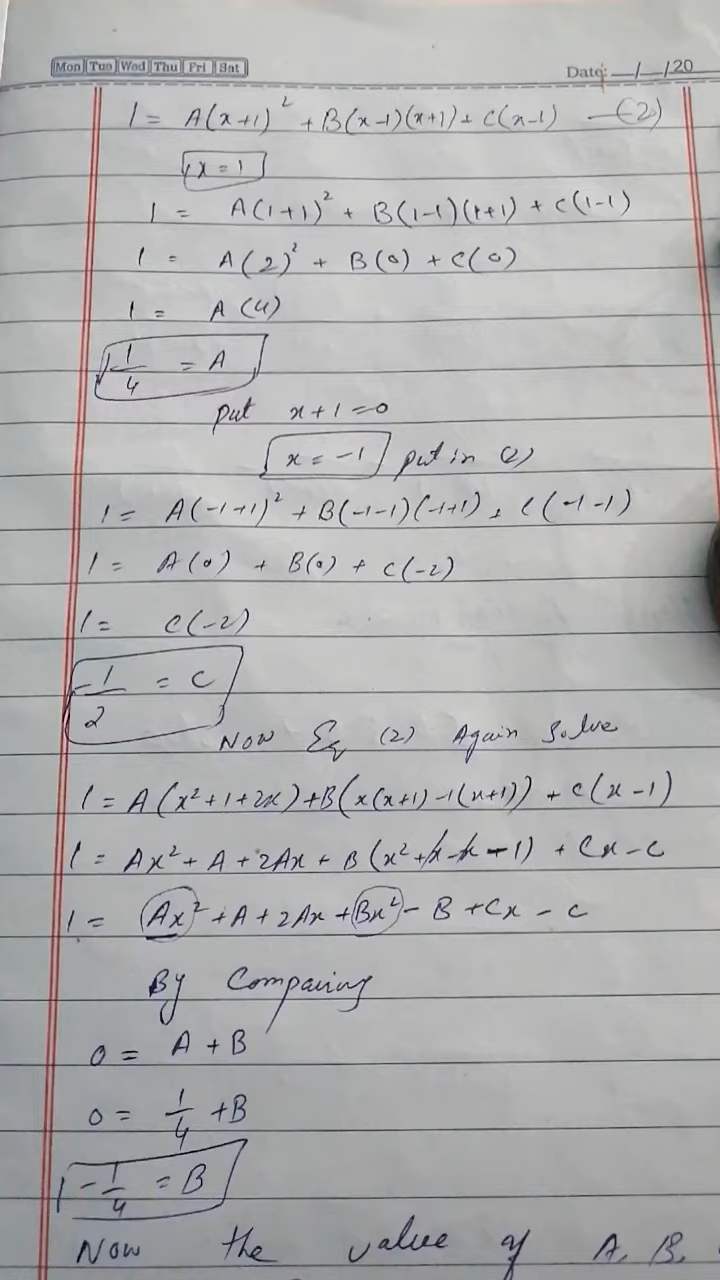 Mon Tue Wed Thu Fri Sat
Date: __/__/20
1 = A(x+1)² + B(x-1)(x+1) + C(x-1) —(2)
x = 1
1 = A(1+1)² + B(1-1)(1+1) + C(1-1)
1 = A(2)² + B(0) + C(0)
1 = A(4)
1/4 = A
put x+1=0
x = -1 put in (2)
1 = A(-1+1)² + B(-1-1)(-1+1) + C(-1-1)
1 = A(0) + B(0) + C(-2)
1 = C(-2)
-1/2 = C
Now Eq (2) Again Solve
1 = A(x²+1+2x)+B(x(x+1)-1(x+1)) + C(x-1)
1 = Ax² + A + 2Ax + B(x²+x-x-1) + Cx - C
1 = Ax² + A + 2Ax + Bx² - B + Cx - C
By Comparing
0 = A + B
0 = 1/4 + B
-1/4 = B
Now the value of A, B,